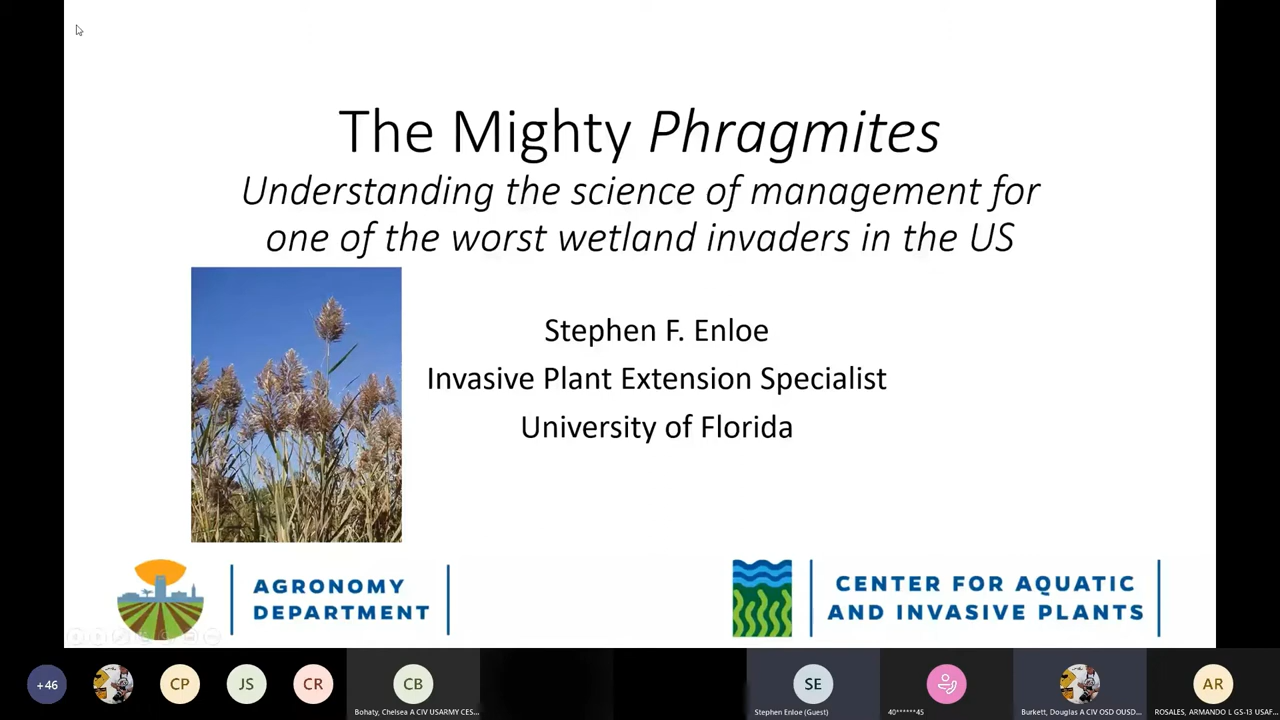 The Mighty Phragmites
Understanding the science of management for
one of the worst wetland invaders in the US
Stephen F. Enloe
Invasive Plant Extension Specialist
University of Florida
AGRONOMY
DEPARTMENT
CENTER FOR AQUATIC
AND INVASIVE PLANTS
+46
CP
JS
CR
CB
SE
AR
Bohaty, Chelsea A CIV USARMY CES...
Stephen Enloe (Guest)
40******45
Burkett, Douglas A CIV OSD OUSD...
ROSALES, ARMANDO L GS-13 USAF...